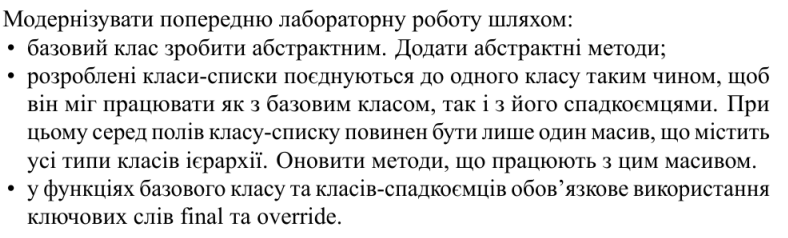 Модернізувати попередню лабораторну роботу шляхом:
• базовий клас зробити абстрактним. Додати абстрактні методи;
• розроблені класи-списки поєднуються до одного класу таким чином, щоб
він міг працювати як з базовим класом, так і з його спадкоємцями. При
цьому серед полів класу-списку повинен бути лише один масив, що містить
усі типи класів ієрархії. Оновити методи, що працюють з цим масивом.
• у функціях базового класу та класів-спадкоємців обов’язкове використання
ключових слів final та override.